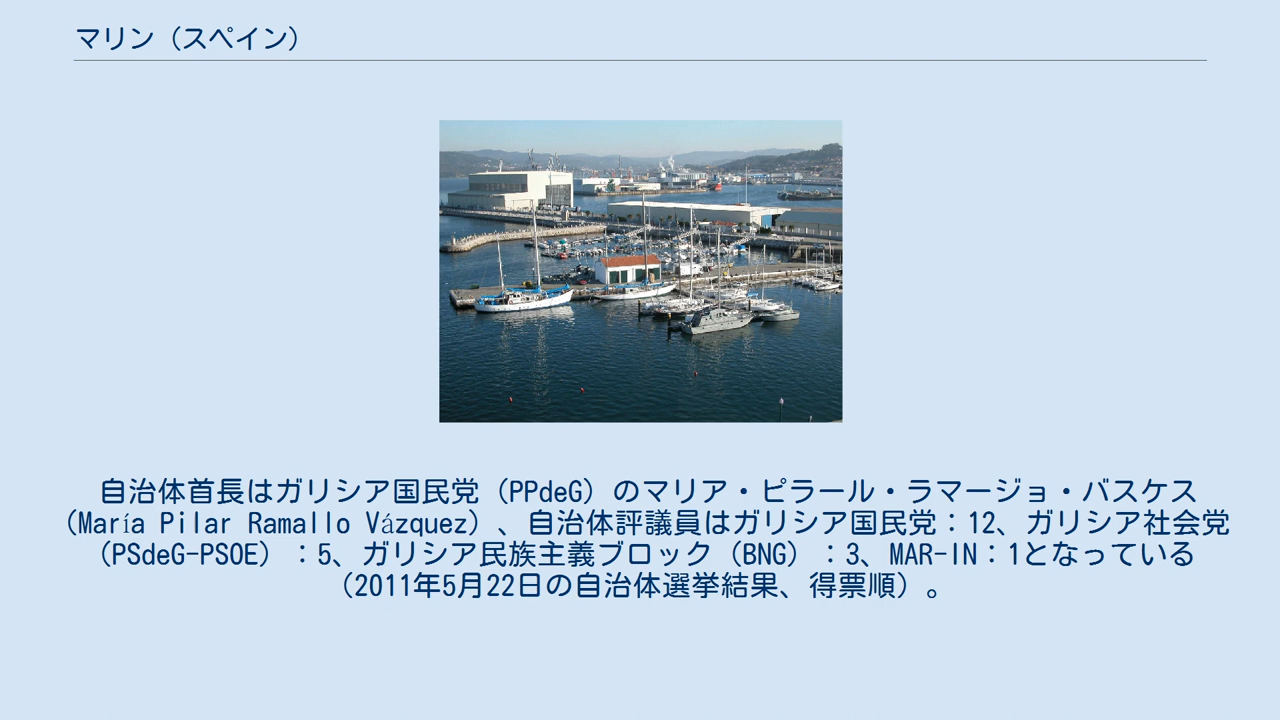 マリン（スペイン）
自治体首長はガリシア国民党（PPdeG）のマリア・ピラール・ラマージョ・バスケス
（María Pilar Ramallo Vázquez）、自治体評議員はガリシア国民党：12、ガリシア社会党
（PSdeG-PSOE）：5、ガリシア民族主義ブロック（BNG）：3、MAR-IN：1となっている
（2011年5月22日の自治体選挙結果、得票順）。